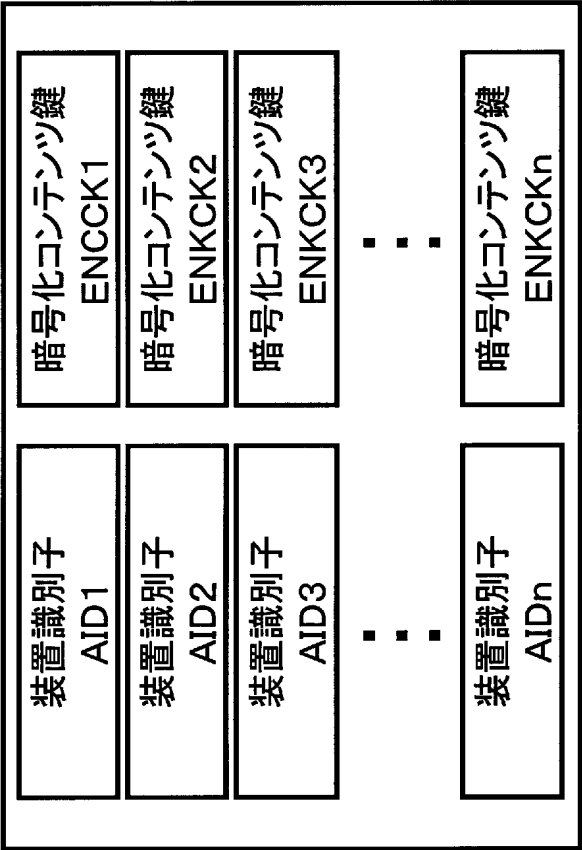 装置識別子
AID1
暗号化コンテンツ鍵
ENCCK1
装置識別子
AID2
暗号化コンテンツ鍵
ENKCK2
装置識別子
AID3
暗号化コンテンツ鍵
ENKCK3
装置識別子
AIDn
暗号化コンテンツ鍵
ENKCKn